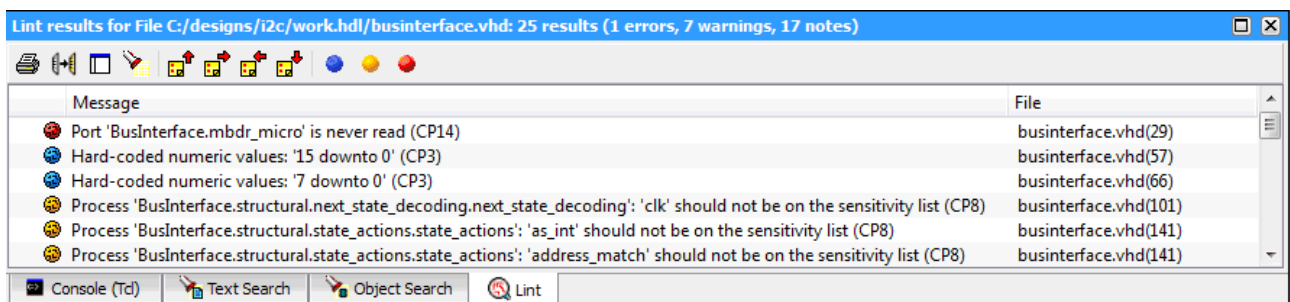 Lint results for File C:/designs/i2c/work.hdl/businterface.vhd: 25 results (1 errors, 7 warnings, 17 notes)
Message File
Port 'BusInterface.mbdr_micro' is never read (CP14) businterface.vhd(29)
Hard-coded numeric values: '15 downto 0' (CP3) businterface.vhd(57)
Hard-coded numeric values: '7 downto 0' (CP3) businterface.vhd(66)
Process 'BusInterface.structural.next_state_decoding.next_state_decoding': 'clk' should not be on the sensitivity list (CP8) businterface.vhd(101)
Process 'BusInterface.structural.state_actions.state_actions': 'as_int' should not be on the sensitivity list (CP8) businterface.vhd(141)
Process 'BusInterface.structural.state_actions.state_actions': 'address_match' should not be on the sensitivity list (CP8) businterface.vhd(141)
Console (Tcl) Text Search Object Search Lint